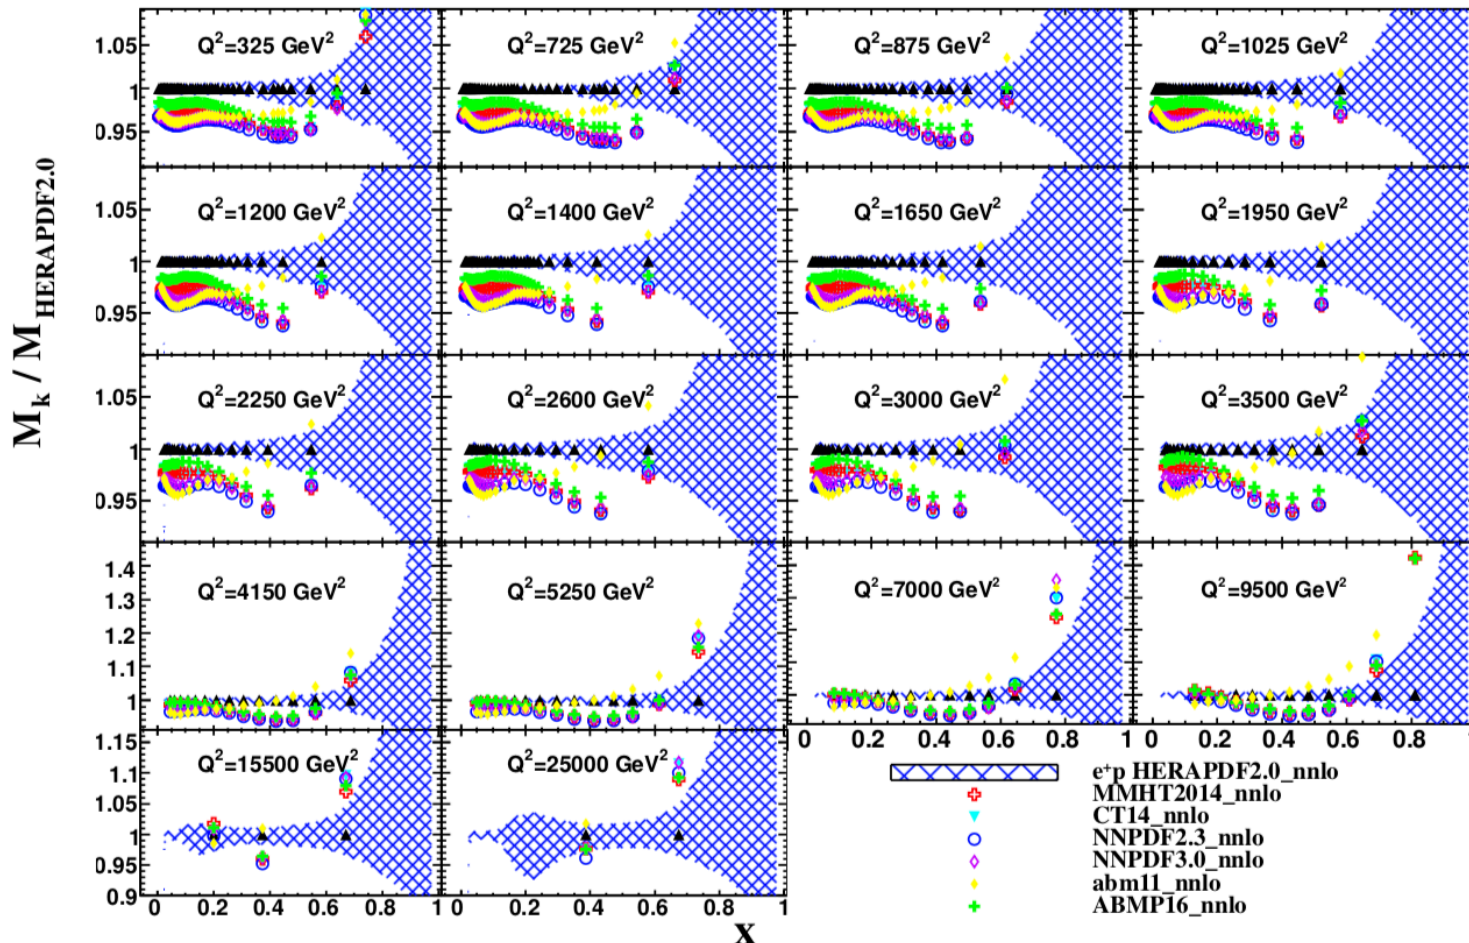 M_k / M_HERAPDF2.0
Q²=325 GeV²
Q²=725 GeV²
Q²=875 GeV²
Q²=1025 GeV²
1.05
1
0.95
Q²=1200 GeV²
Q²=1400 GeV²
Q²=1650 GeV²
Q²=1950 GeV²
1.05
1
0.95
Q²=2250 GeV²
Q²=2600 GeV²
Q²=3000 GeV²
Q²=3500 GeV²
1.05
1
0.95
Q²=4150 GeV²
Q²=5250 GeV²
Q²=7000 GeV²
Q²=9500 GeV²
1.4
1.3
1.2
1.1
1
0 0.2 0.4 0.6 0.8 1 0 0.2 0.4 0.6 0.8
Q²=15500 GeV²
Q²=25000 GeV²
1.15
1.10
1.05
1
0.95
0.9
0 0.2 0.4 0.6 0.8 0 0.2 0.4 0.6 0.8 1
x
e⁺p HERAPDF2.0_nnlo
MMHT2014_nnlo
CT14_nnlo
NNPDF2.3_nnlo
NNPDF3.0_nnlo
abm11_nnlo
ABMP16_nnlo